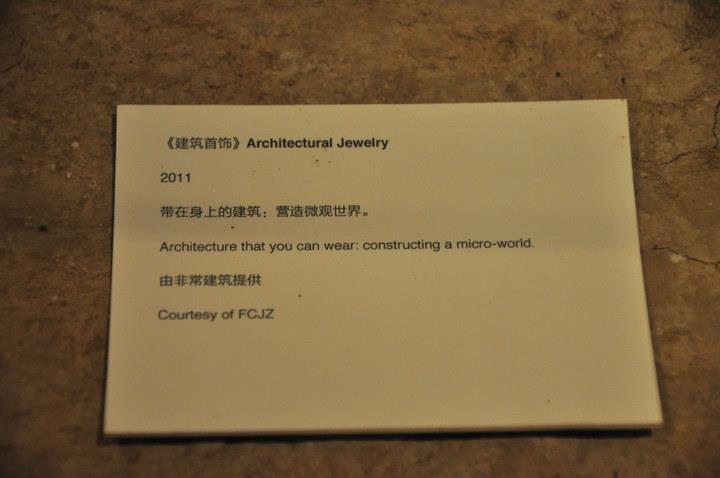 《建筑首饰》Architectural Jewelry
2011
带在身上的建筑；营造微观世界。
Architecture that you can wear: constructing a micro-world.
由非常建筑提供
Courtesy of FCJZ